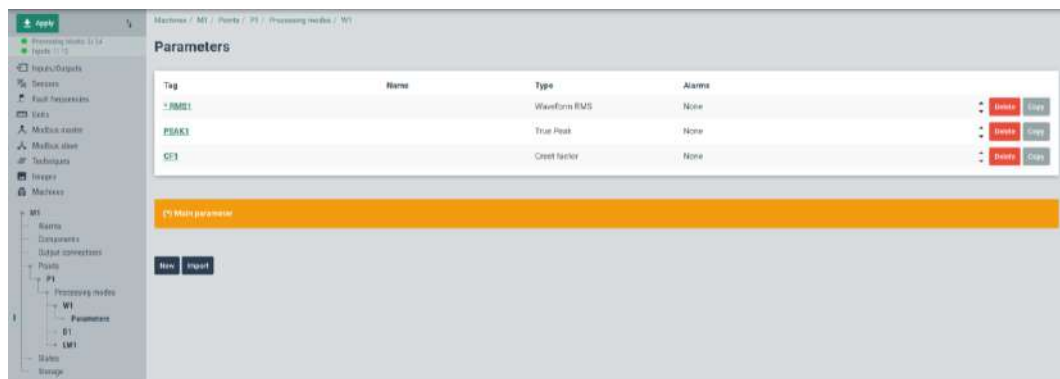 Apply
Machines / M1 / Points / P1 / Processing modes / W1
Processing modes
Inputs
Parameters
Inputs/Outputs
Sensors
Fault frequencies
Units
Modbus master
Modbus slave
Techniques
Images
Machines
Tag Name Type Alarms
* RMS1 Waveform RMS None Delete Copy
PEAK1 True Peak None Delete Copy
CF1 Crest factor None Delete Copy
(*) Main parameter
New Import
M1
Alarms
Components
Output connections
Points
P1
Processing modes
W1
Parameters
LM1
States
Storage